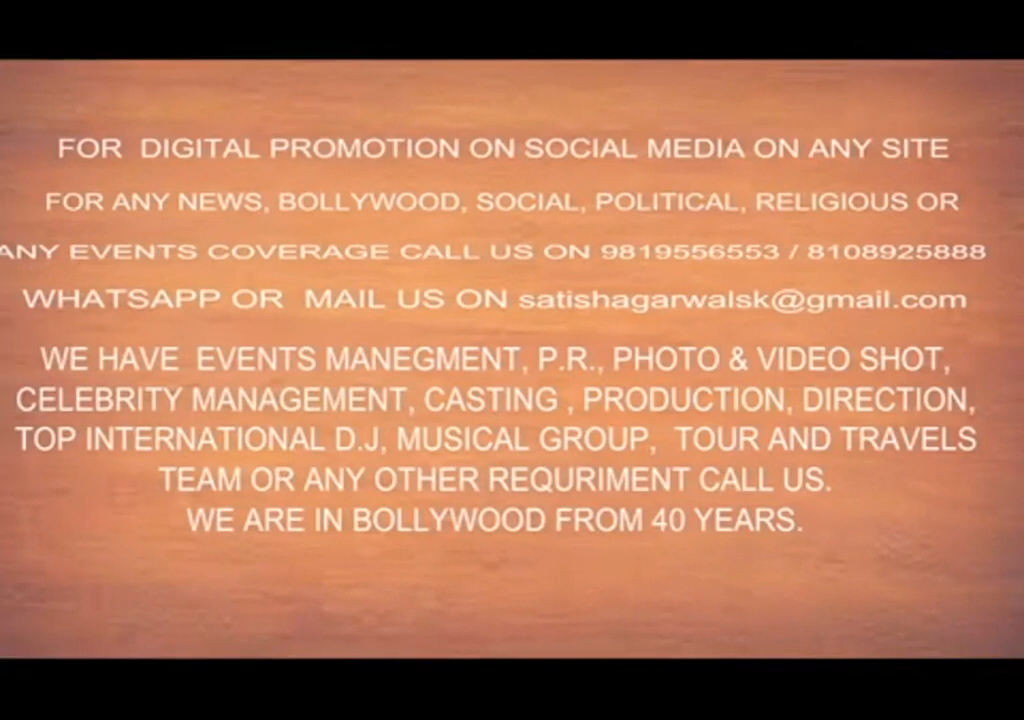 FOR DIGITAL PROMOTION ON SOCIAL MEDIA ON ANY SITE
FOR ANY NEWS, BOLLYWOOD, SOCIAL, POLITICAL, RELIGIOUS OR
ANY EVENTS COVERAGE CALL US ON 9819556553 / 8108925888
WHATSAPP OR MAIL US ON satishagarwalsk@gmail.com
WE HAVE EVENTS MANEGMENT, P.R., PHOTO & VIDEO SHOT,
CELEBRITY MANAGEMENT, CASTING , PRODUCTION, DIRECTION,
TOP INTERNATIONAL D.J, MUSICAL GROUP, TOUR AND TRAVELS
TEAM OR ANY OTHER REQURIMENT CALL US.
WE ARE IN BOLLYWOOD FROM 40 YEARS.